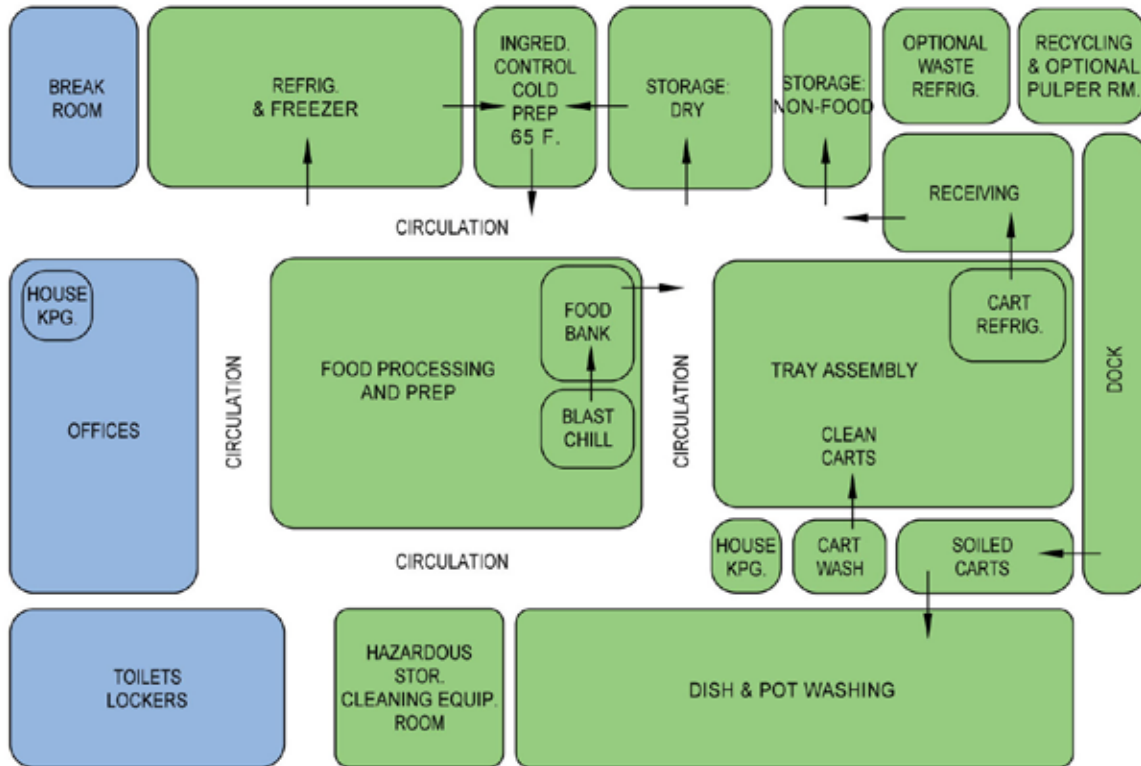 BREAK
ROOM
REFRIG.
& FREEZER
INGRED.
CONTROL
COLD
PREP
65 F.
STORAGE:
DRY
STORAGE:
NON-FOOD
OPTIONAL
WASTE
REFRIG.
RECYCLING
& OPTIONAL
PULPER RM.
RECEIVING
CIRCULATION
HOUSE
KPG.
OFFICES
CIRCULATION
FOOD PROCESSING
AND PREP
FOOD
BANK
BLAST
CHILL
CIRCULATION
TRAY ASSEMBLY
CART
REFRIG.
CLEAN
CARTS
DOCK
CIRCULATION
HOUSE
KPG.
CART
WASH
SOILED
CARTS
TOILETS
LOCKERS
HAZARDOUS
STOR.
CLEANING EQUIP.
ROOM
DISH & POT WASHING